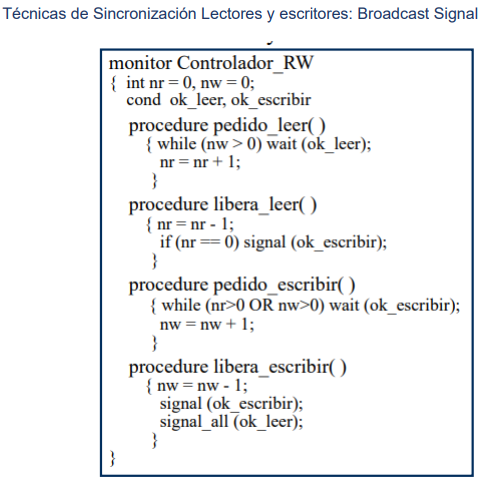 Técnicas de Sincronización Lectores y escritores: Broadcast Signal
monitor Controlador_RW
{ int nr = 0, nw = 0;
cond ok_leer, ok_escribir
procedure pedido_leer( )
{ while (nw > 0) wait (ok_leer);
nr = nr + 1;
}
procedure libera_leer( )
{ nr = nr - 1;
if (nr == 0) signal (ok_escribir);
}
procedure pedido_escribir( )
{ while (nr>0 OR nw>0) wait (ok_escribir);
nw = nw + 1;
}
procedure libera_escribir( )
{ nw = nw - 1;
signal (ok_escribir);
signal_all (ok_leer);
}
}